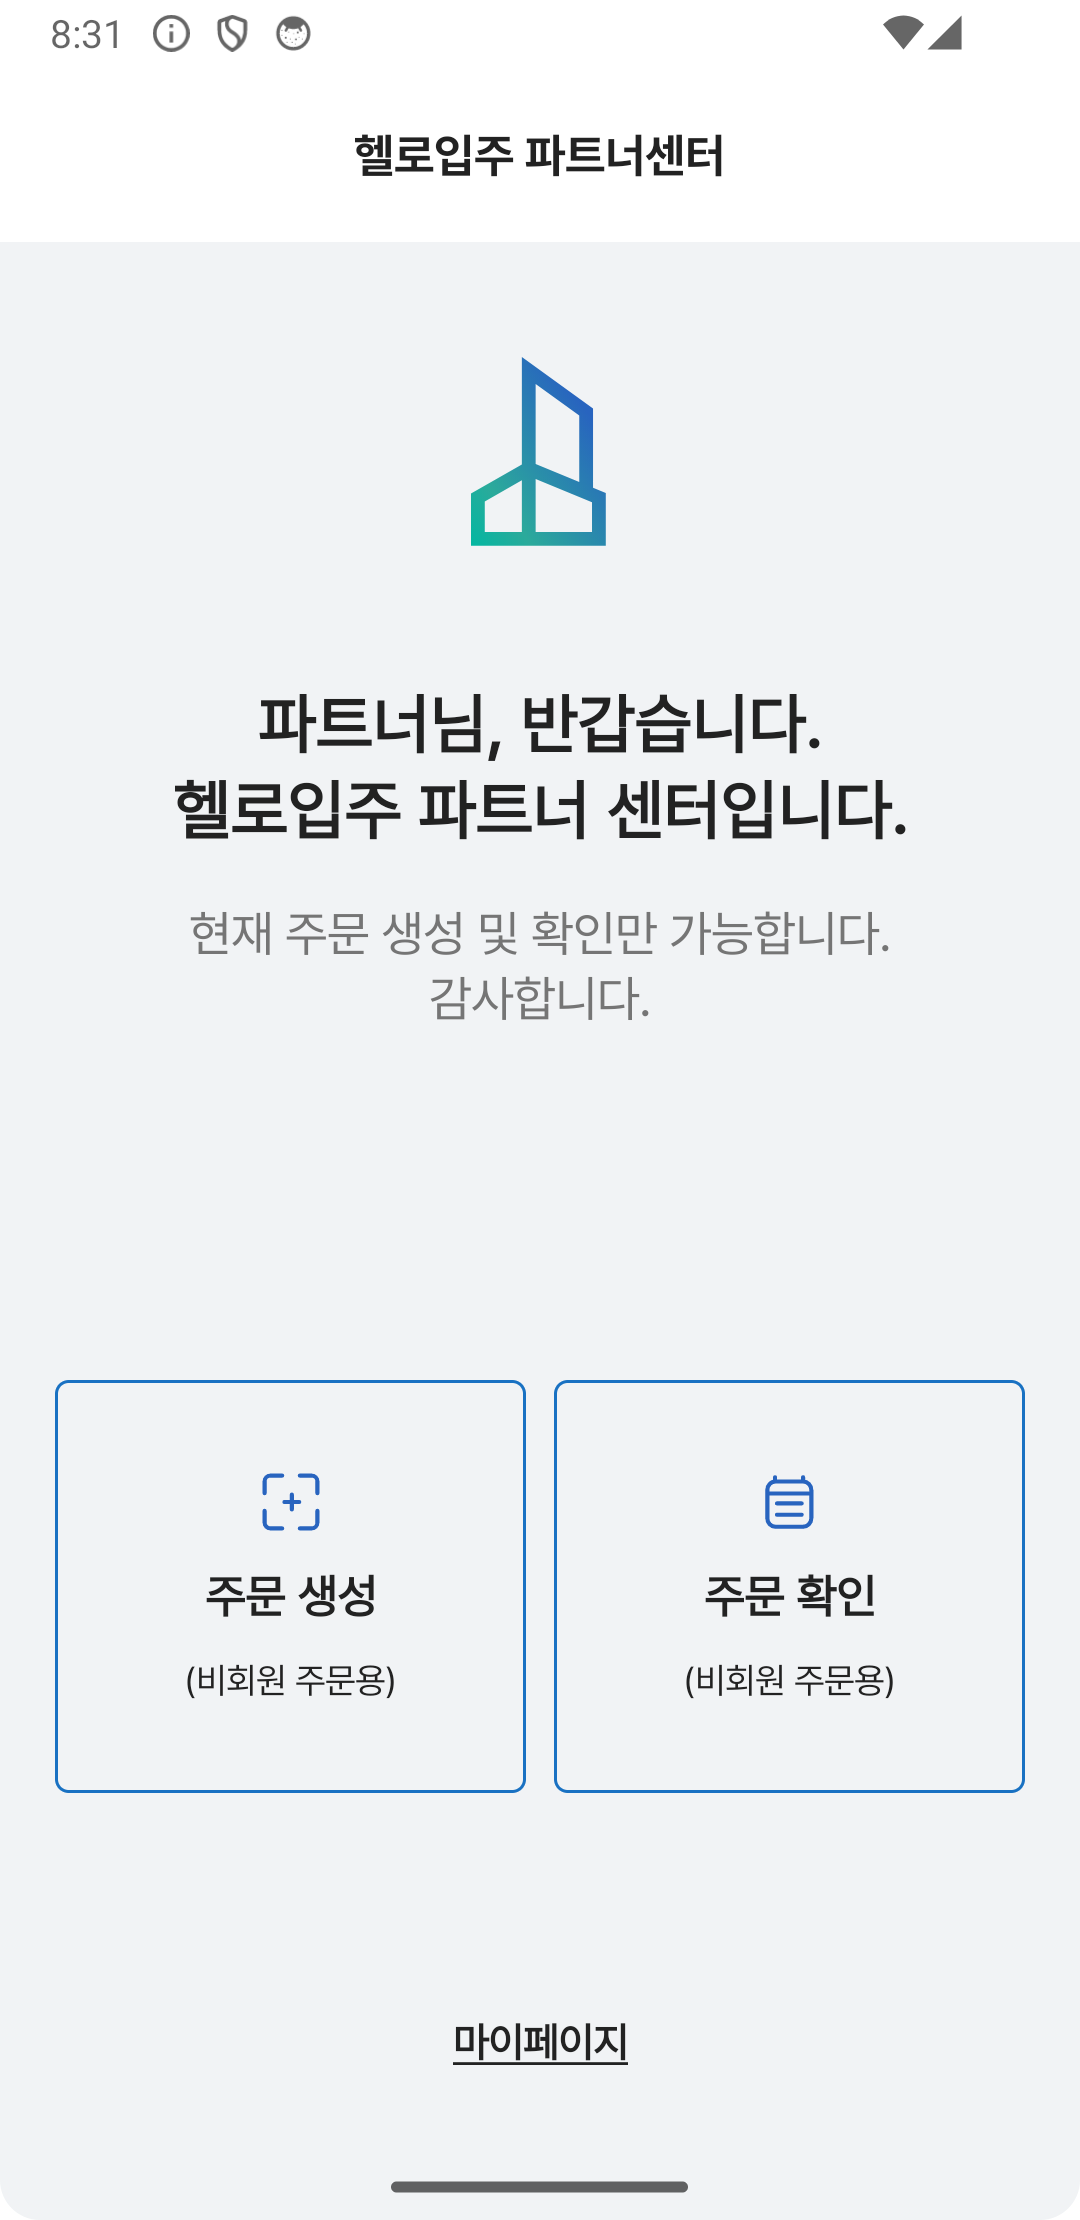 8:31
헬로입주 파트너센터
파트너님, 반갑습니다.
헬로입주 파트너 센터입니다.
현재 주문 생성 및 확인만 가능합니다.
감사합니다.
주문 생성
(비회원 주문용)
주문 확인
(비회원 주문용)
마이페이지